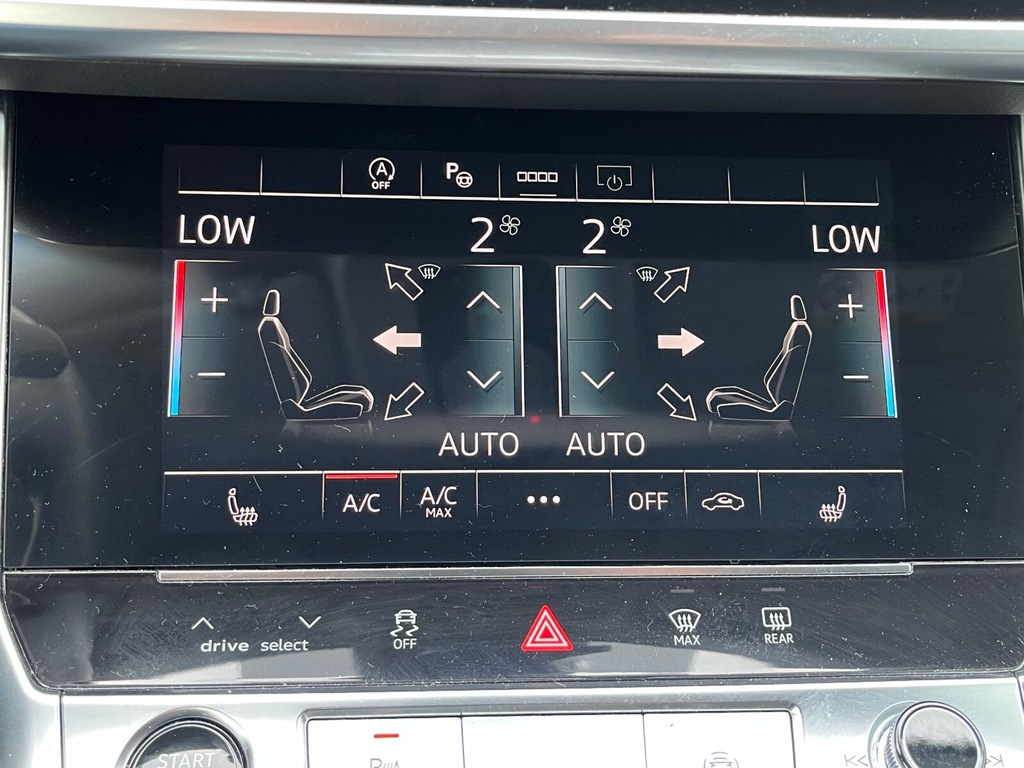 A
OFF
P
LOW 2 2 LOW
+ +
− −
AUTO AUTO
A/C A/C MAX ••• OFF
drive select OFF MAX REAR
START